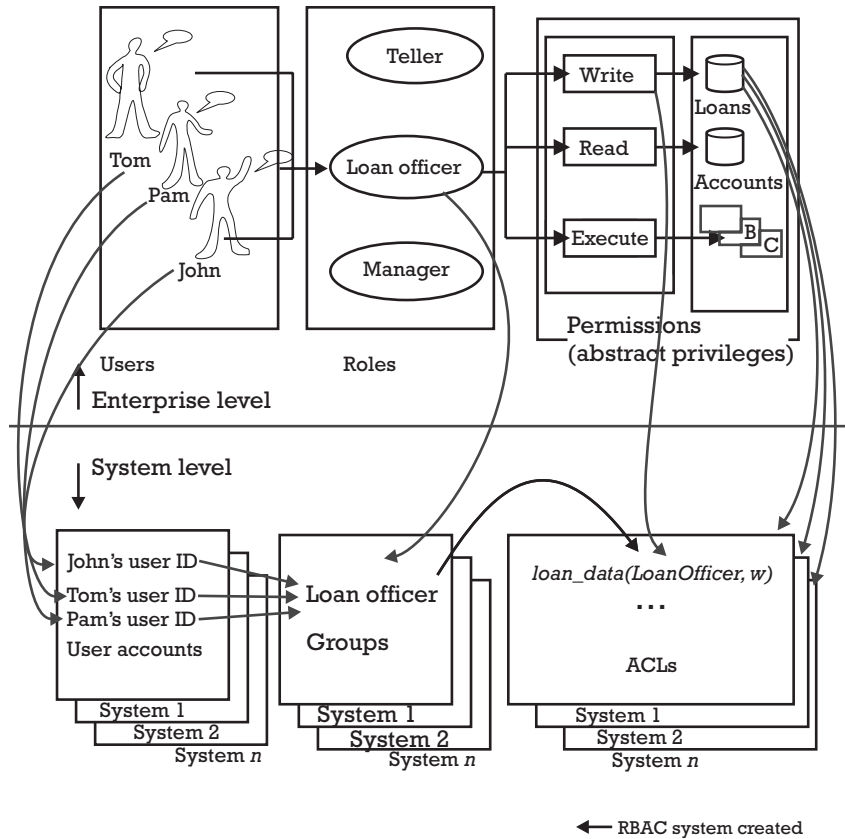 Teller
Write
Loans
Tom
Loan officer
Read
Pam
Accounts
Execute
B
C
John
Manager
Permissions
(abstract privileges)
Users
Roles
Enterprise level
System level
John's user ID
Tom's user ID
Pam's user ID
User accounts
System 1
System 2
System n
Loan officer
Groups
System 1
System 2
System n
loan_data(LoanOfficer, w)
...
ACLs
System 1
System 2
System n
RBAC system created